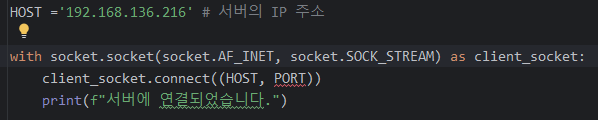 HOST ='192.168.136.216' # 서버의 IP 주소
with socket.socket(socket.AF_INET, socket.SOCK_STREAM) as client_socket:
client_socket.connect((HOST, PORT))
print(f"서버에 연결되었습니다.")